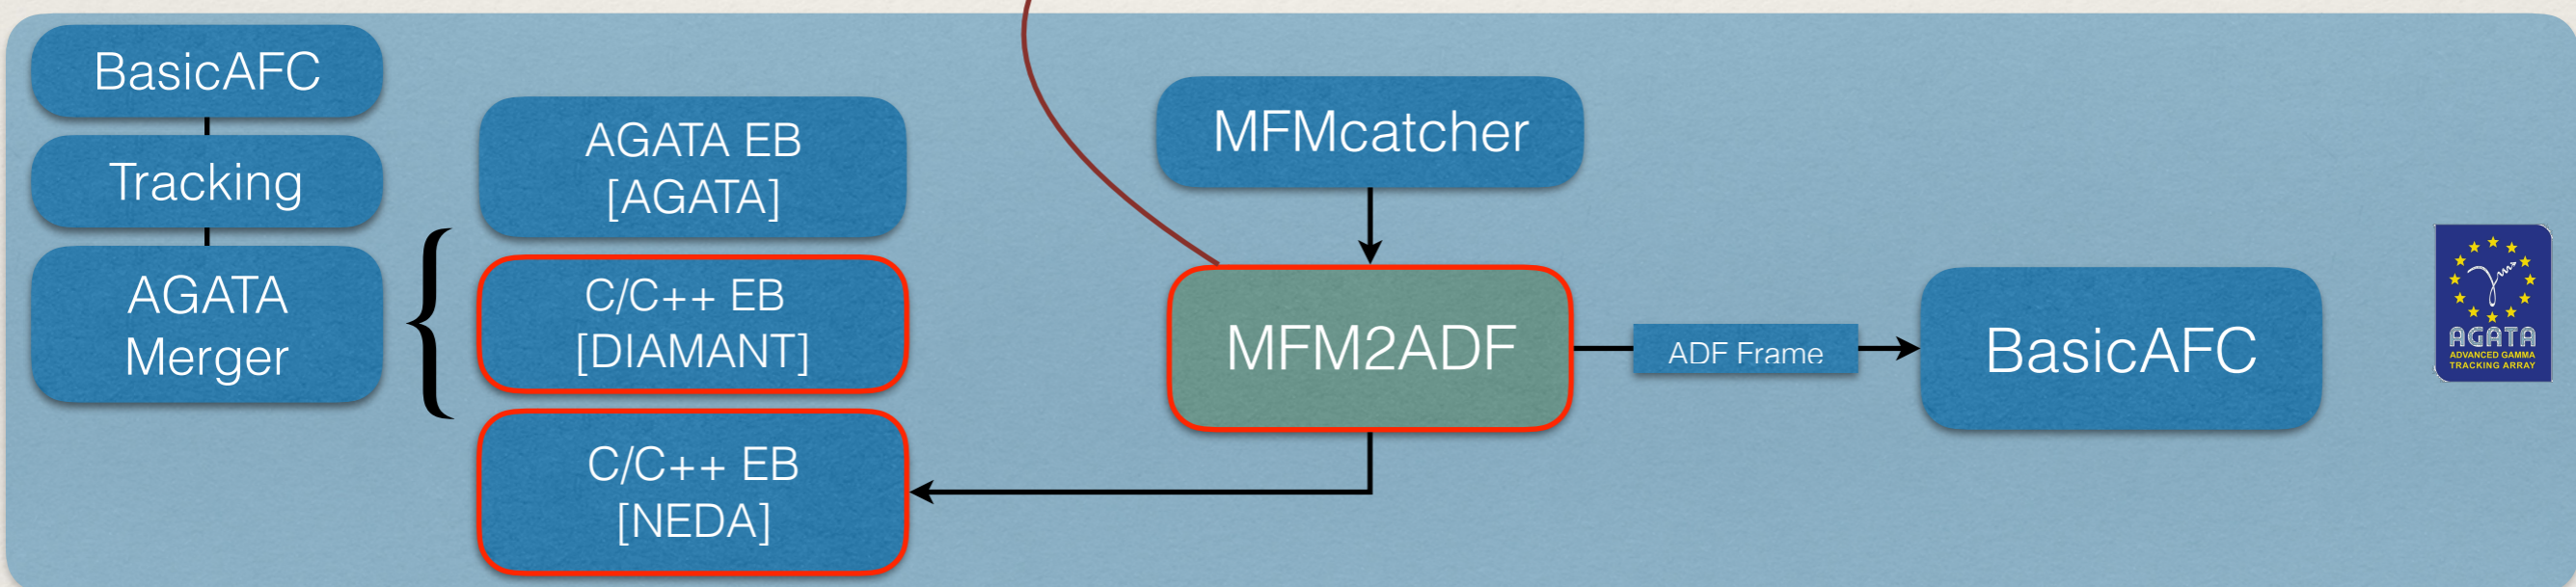 BasicAFC
Tracking
AGATA
Merger
{
AGATA EB
[AGATA]
C/C++ EB
[DIAMANT]
C/C++ EB
[NEDA]
MFMcatcher
MFM2ADF
ADF Frame
BasicAFC
AGATA
ADVANCED GAMMA
TRACKING ARRAY